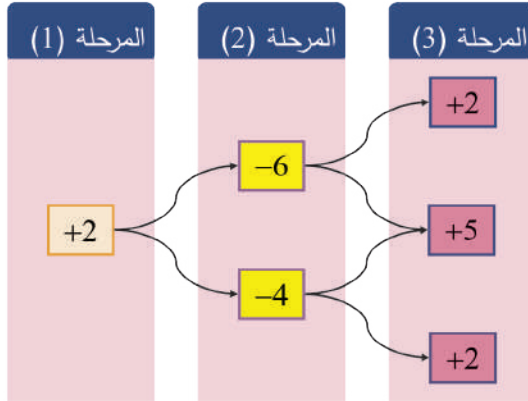 المرحلة (1)
المرحلة (2)
المرحلة (3)
+2
−6
−4
+2
+5
+2